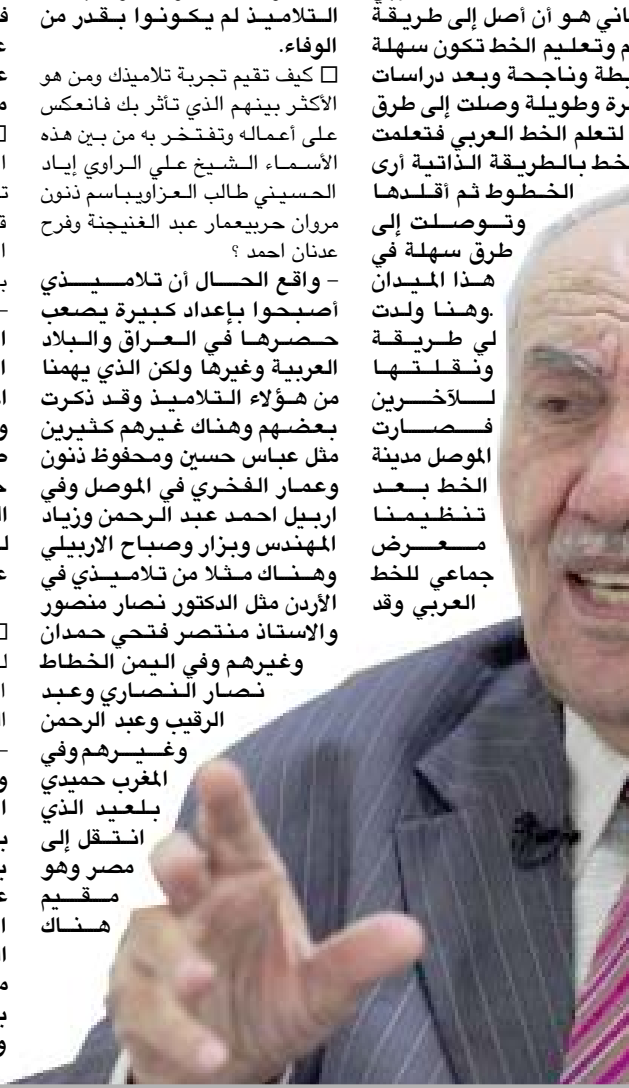 اني هو أن أصل إلى طريقة
م وتعليم الخط تكون سهلة
يطة وناجحة وبعد دراسات
رة وطويلة وصلت إلى طرق
لتعلم الخط العربي فتعلمت
خط بالطريقة الذاتية أرى
الخطوط ثم أقلدها
وتوصلت إلى
طرق سهلة في
هذا الميدان
.وهنا ولدت
لي طريقة
ونقلتها
للآخرين
فصارت
الموصل مدينة
الخط بعد
تنظيمنا
معرض
جماعي للخط
العربي وقد
التلاميذ لم يكونوا بقدر من
الوفاء.
□ كيف تقيم تجربة تلاميذك ومن هو
الأكثر بينهم الذي تأثر بك فانعكس
على أعماله وتفتخر به من بين هذه
الأسماء الشيخ علي الراوي إياد
الحسيني طالب العزاويباسم ذنون
مروان حربيعمار عبد الغنيجنة وفرح
عدنان احمد ؟
– واقع الحال أن تلاميذي
أصبحوا بإعداد كبيرة يصعب
حصرها في العراق والبلاد
العربية وغيرها ولكن الذي يهمنا
من هؤلاء التلاميذ وقد ذكرت
بعضهم وهناك غيرهم كثيرين
مثل عباس حسين ومحفوظ ذنون
وعمار الفخري في الموصل وفي
اربيل احمد عبد الرحمن وزياد
المهندس وبزار وصباح الاربيلي
وهناك مثلا من تلاميذي في
الأردن مثل الدكتور نصار منصور
والاستاذ منتصر فتحي حمدان
وغيرهم وفي اليمن الخطاط
نصار النصاري وعبد
الرقيب وعبد الرحمن
وغيرهم وفي
المغرب حميدي
بلعيد الذي
انتقل إلى
مصر وهو
مقيم
هناك